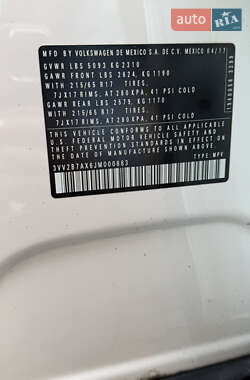 AUTO RIA
MFD BY VOLKSWAGEN DE MEXICO S.A. DE C.V. MEXICO 04/17
GVWR LBS 5093 KG 2310
GAWR FRONT LBS 2624, KG 1190
WITH 215/65 R17 TIRES,
7JX17 RIMS, AT 280KPA, 41 PSI COLD
GAWR REAR LBS 2579, KG 1170
WITH 215/65 R17 TIRES,
7JX17 RIMS, AT 280KPA, 41 PSI COLD
THIS VEHICLE CONFORMS TO ALL APPLICABLE
U.S. FEDERAL MOTOR VEHICLE SAFETY AND
THEFT PREVENTION STANDARDS IN EFFECT ON THE
DATE OF MANUFACTURE SHOWN ABOVE.
3VV2B7AX6JM000883 TYPE: MPV